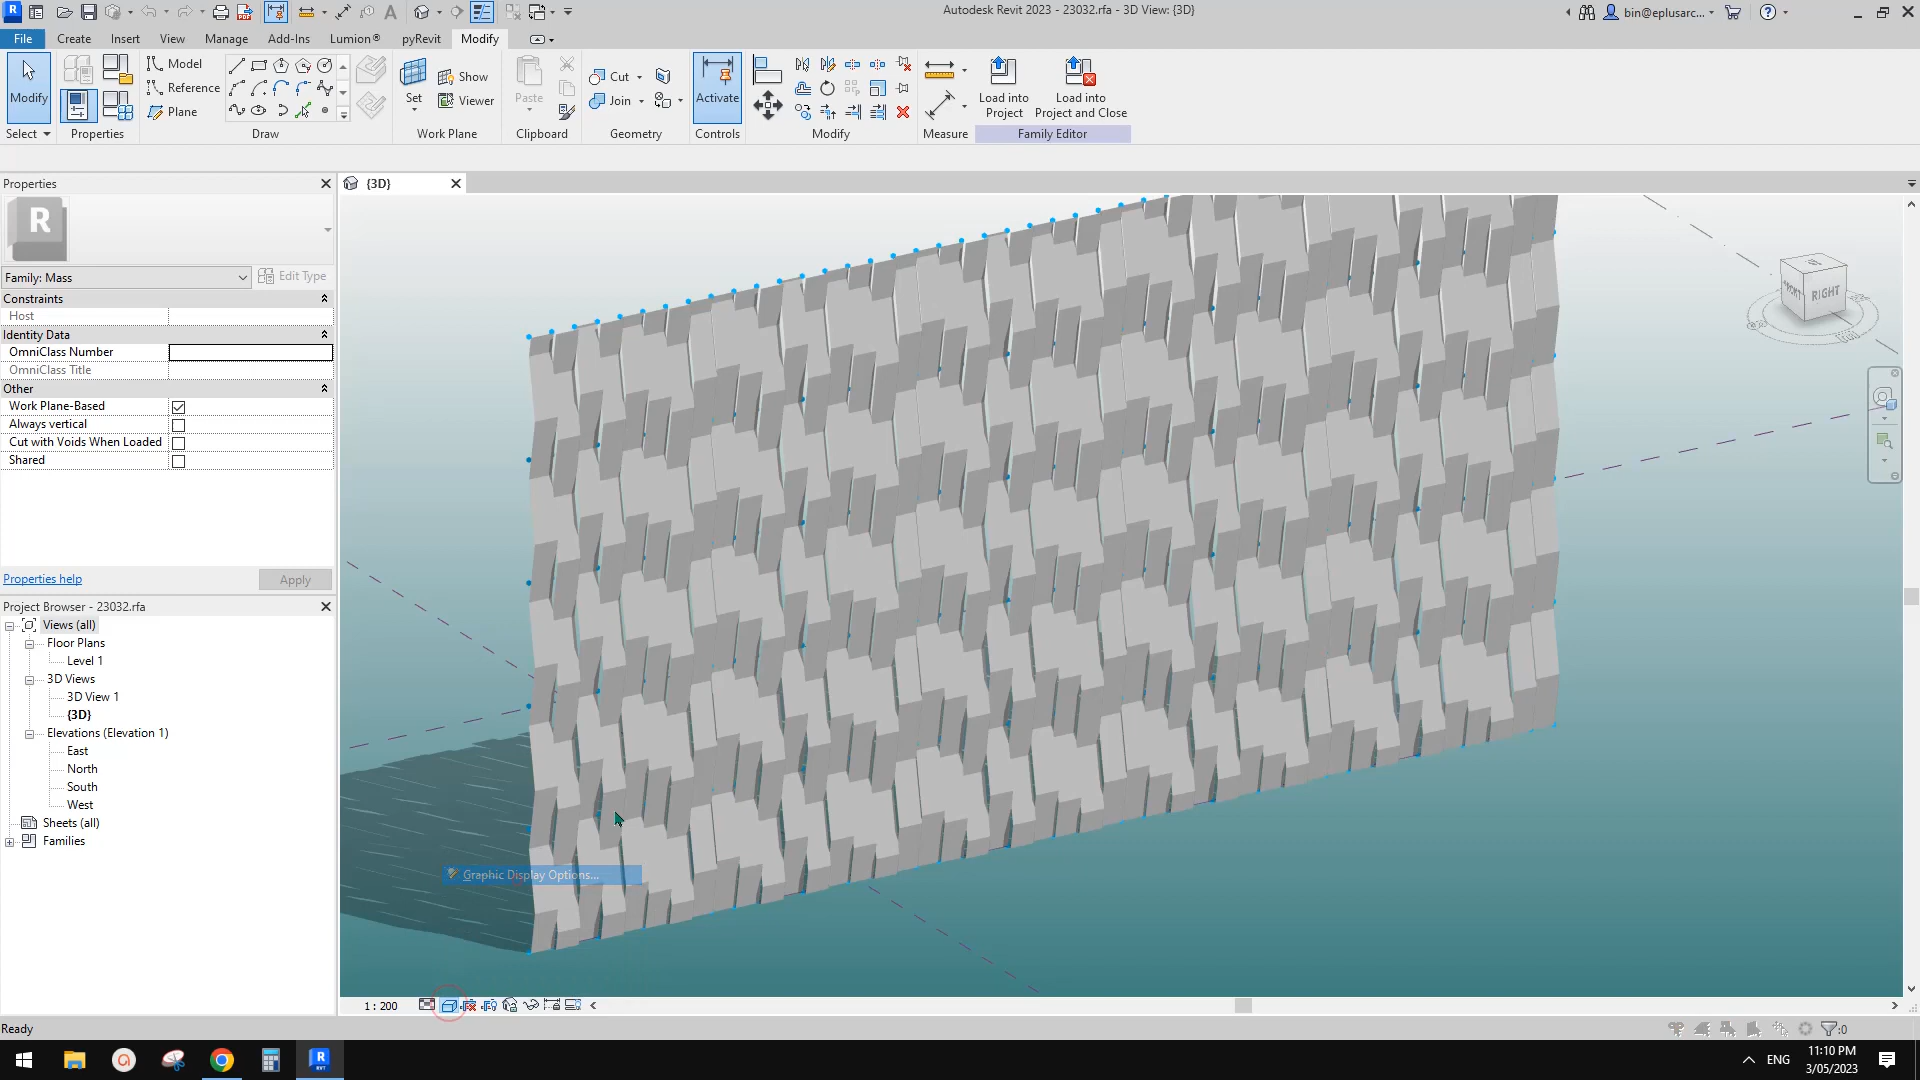 Autodesk Revit 2023 - 23032.rfa - 3D View: {3D}
bin@eplusarc...
File Create Insert View Manage Add-Ins Lumion® pyRevit Modify
Modify
Select
Properties
Model
Reference
Plane
Draw
Set
Show
Viewer
Work Plane
Paste
Clipboard
Cut
Join
Geometry
Activate
Controls
Modify
Measure
Load into
Project
Load into
Project and Close
Family Editor
Properties
{3D}
R
Family: Mass
Edit Type
Constraints
Host
Identity Data
OmniClass Number
OmniClass Title
Other
Work Plane-Based
Always vertical
Cut with Voids When Loaded
Shared
Properties help
Apply
Project Browser - 23032.rfa
Views (all)
Floor Plans
Level 1
3D Views
3D View 1
{3D}
Elevations (Elevation 1)
East
North
South
West
Sheets (all)
Families
RIGHT
Graphic Display Options...
1 : 200
Ready
:0
ENG
11:10 PM
3/05/2023